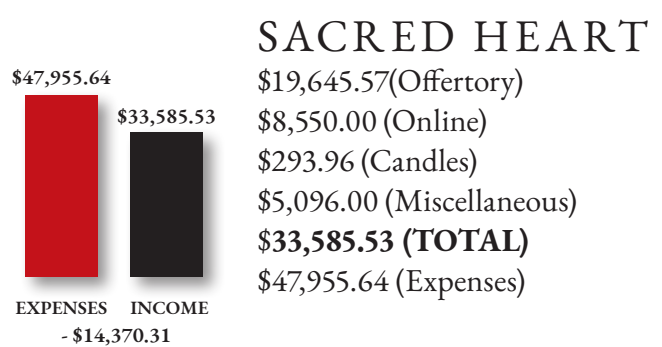 SACRED HEART
$47,955.64
$33,585.53
EXPENSES INCOME
- $14,370.31
$19,645.57(Offertory)
$8,550.00 (Online)
$293.96 (Candles)
$5,096.00 (Miscellaneous)
$33,585.53 (TOTAL)
$47,955.64 (Expenses)